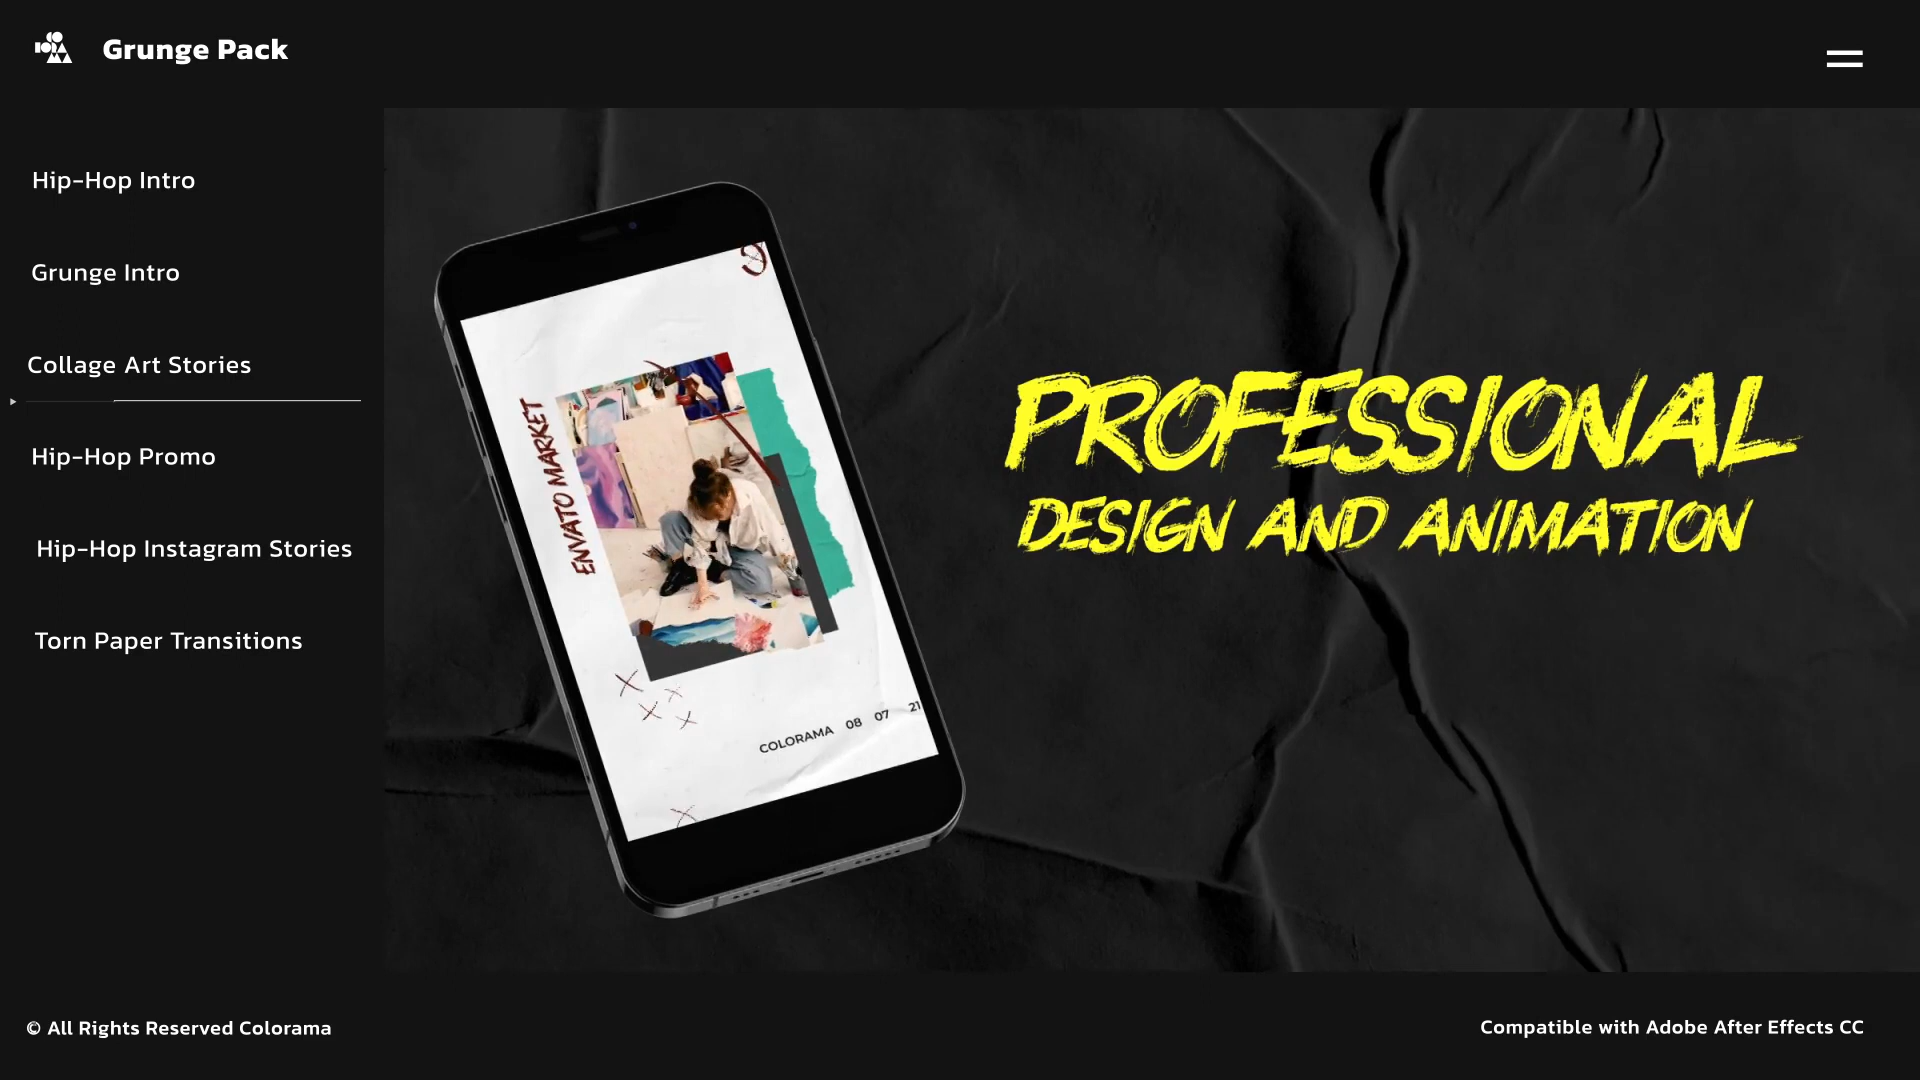 Grunge Pack
Hip-Hop Intro
Grunge Intro
Collage Art Stories
Hip-Hop Promo
Hip-Hop Instagram Stories
Torn Paper Transitions
ENVATO MARKET
COLORAMA 08 07 21
PROFESSIONAL
DESIGN AND ANIMATION
© All Rights Reserved Colorama
Compatible with Adobe After Effects CC